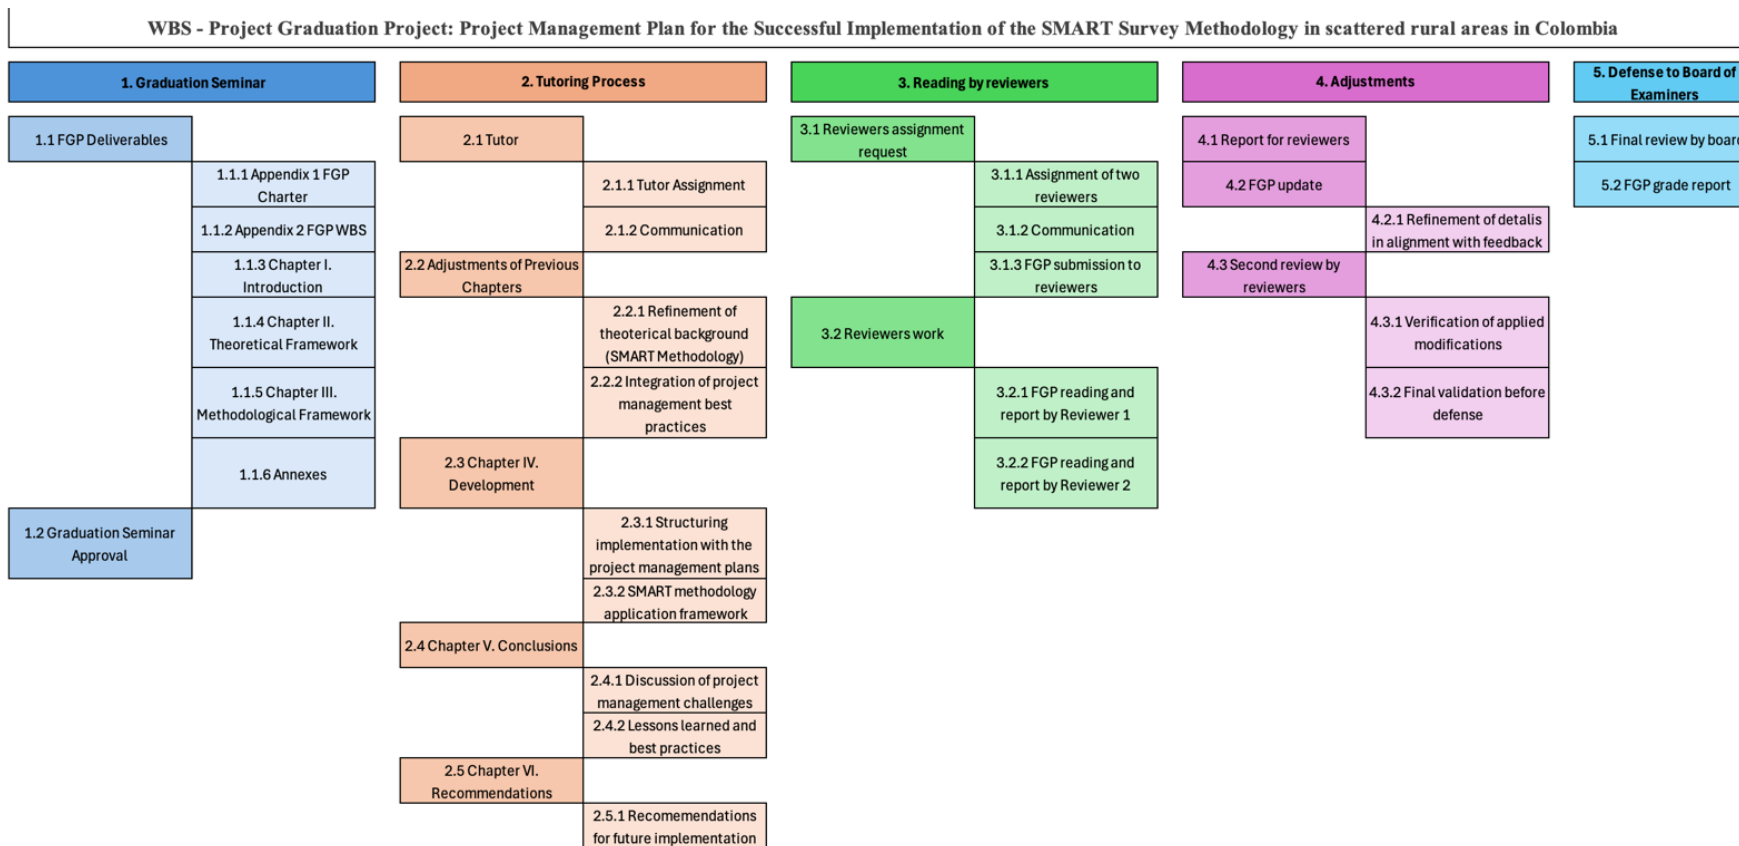 WBS - Project Graduation Project: Project Management Plan for the Successful Implementation of the SMART Survey Methodology in scattered rural areas in Colombia
1. Graduation Seminar
1.1 FGP Deliverables
1.1.1 Appendix 1 FGP
Charter
1.1.2 Appendix 2 FGP WBS
1.1.3 Chapter I.
Introduction
1.1.4 Chapter II.
Theoretical Framework
1.1.5 Chapter III.
Methodological Framework
1.1.6 Annexes
1.2 Graduation Seminar
Approval
2. Tutoring Process
2.1 Tutor
2.1.1 Tutor Assignment
2.1.2 Communication
2.2 Adjustments of Previous
Chapters
2.2.1 Refinement of
theoterical background
(SMART Methodology)
2.2.2 Integration of project
management best
practices
2.3 Chapter IV.
Development
2.3.1 Structuring
implementation with the
project management plans
2.3.2 SMART methodology
application framework
2.4 Chapter V. Conclusions
2.4.1 Discussion of project
management challenges
2.4.2 Lessons learned and
best practices
2.5 Chapter VI.
Recommendations
2.5.1 Recomemendations
for future implementation
3. Reading by reviewers
3.1 Reviewers assignment
request
3.1.1 Assignment of two
reviewers
3.1.2 Communication
3.1.3 FGP submission to
reviewers
3.2 Reviewers work
3.2.1 FGP reading and
report by Reviewer 1
3.2.2 FGP reading and
report by Reviewer 2
4. Adjustments
4.1 Report for reviewers
4.2 FGP update
4.2.1 Refinement of detalis
in alignment with feedback
4.3 Second review by
reviewers
4.3.1 Verification of applied
modifications
4.3.2 Final validation before
defense
5. Defense to Board of
Examiners
5.1 Final review by board
5.2 FGP grade report